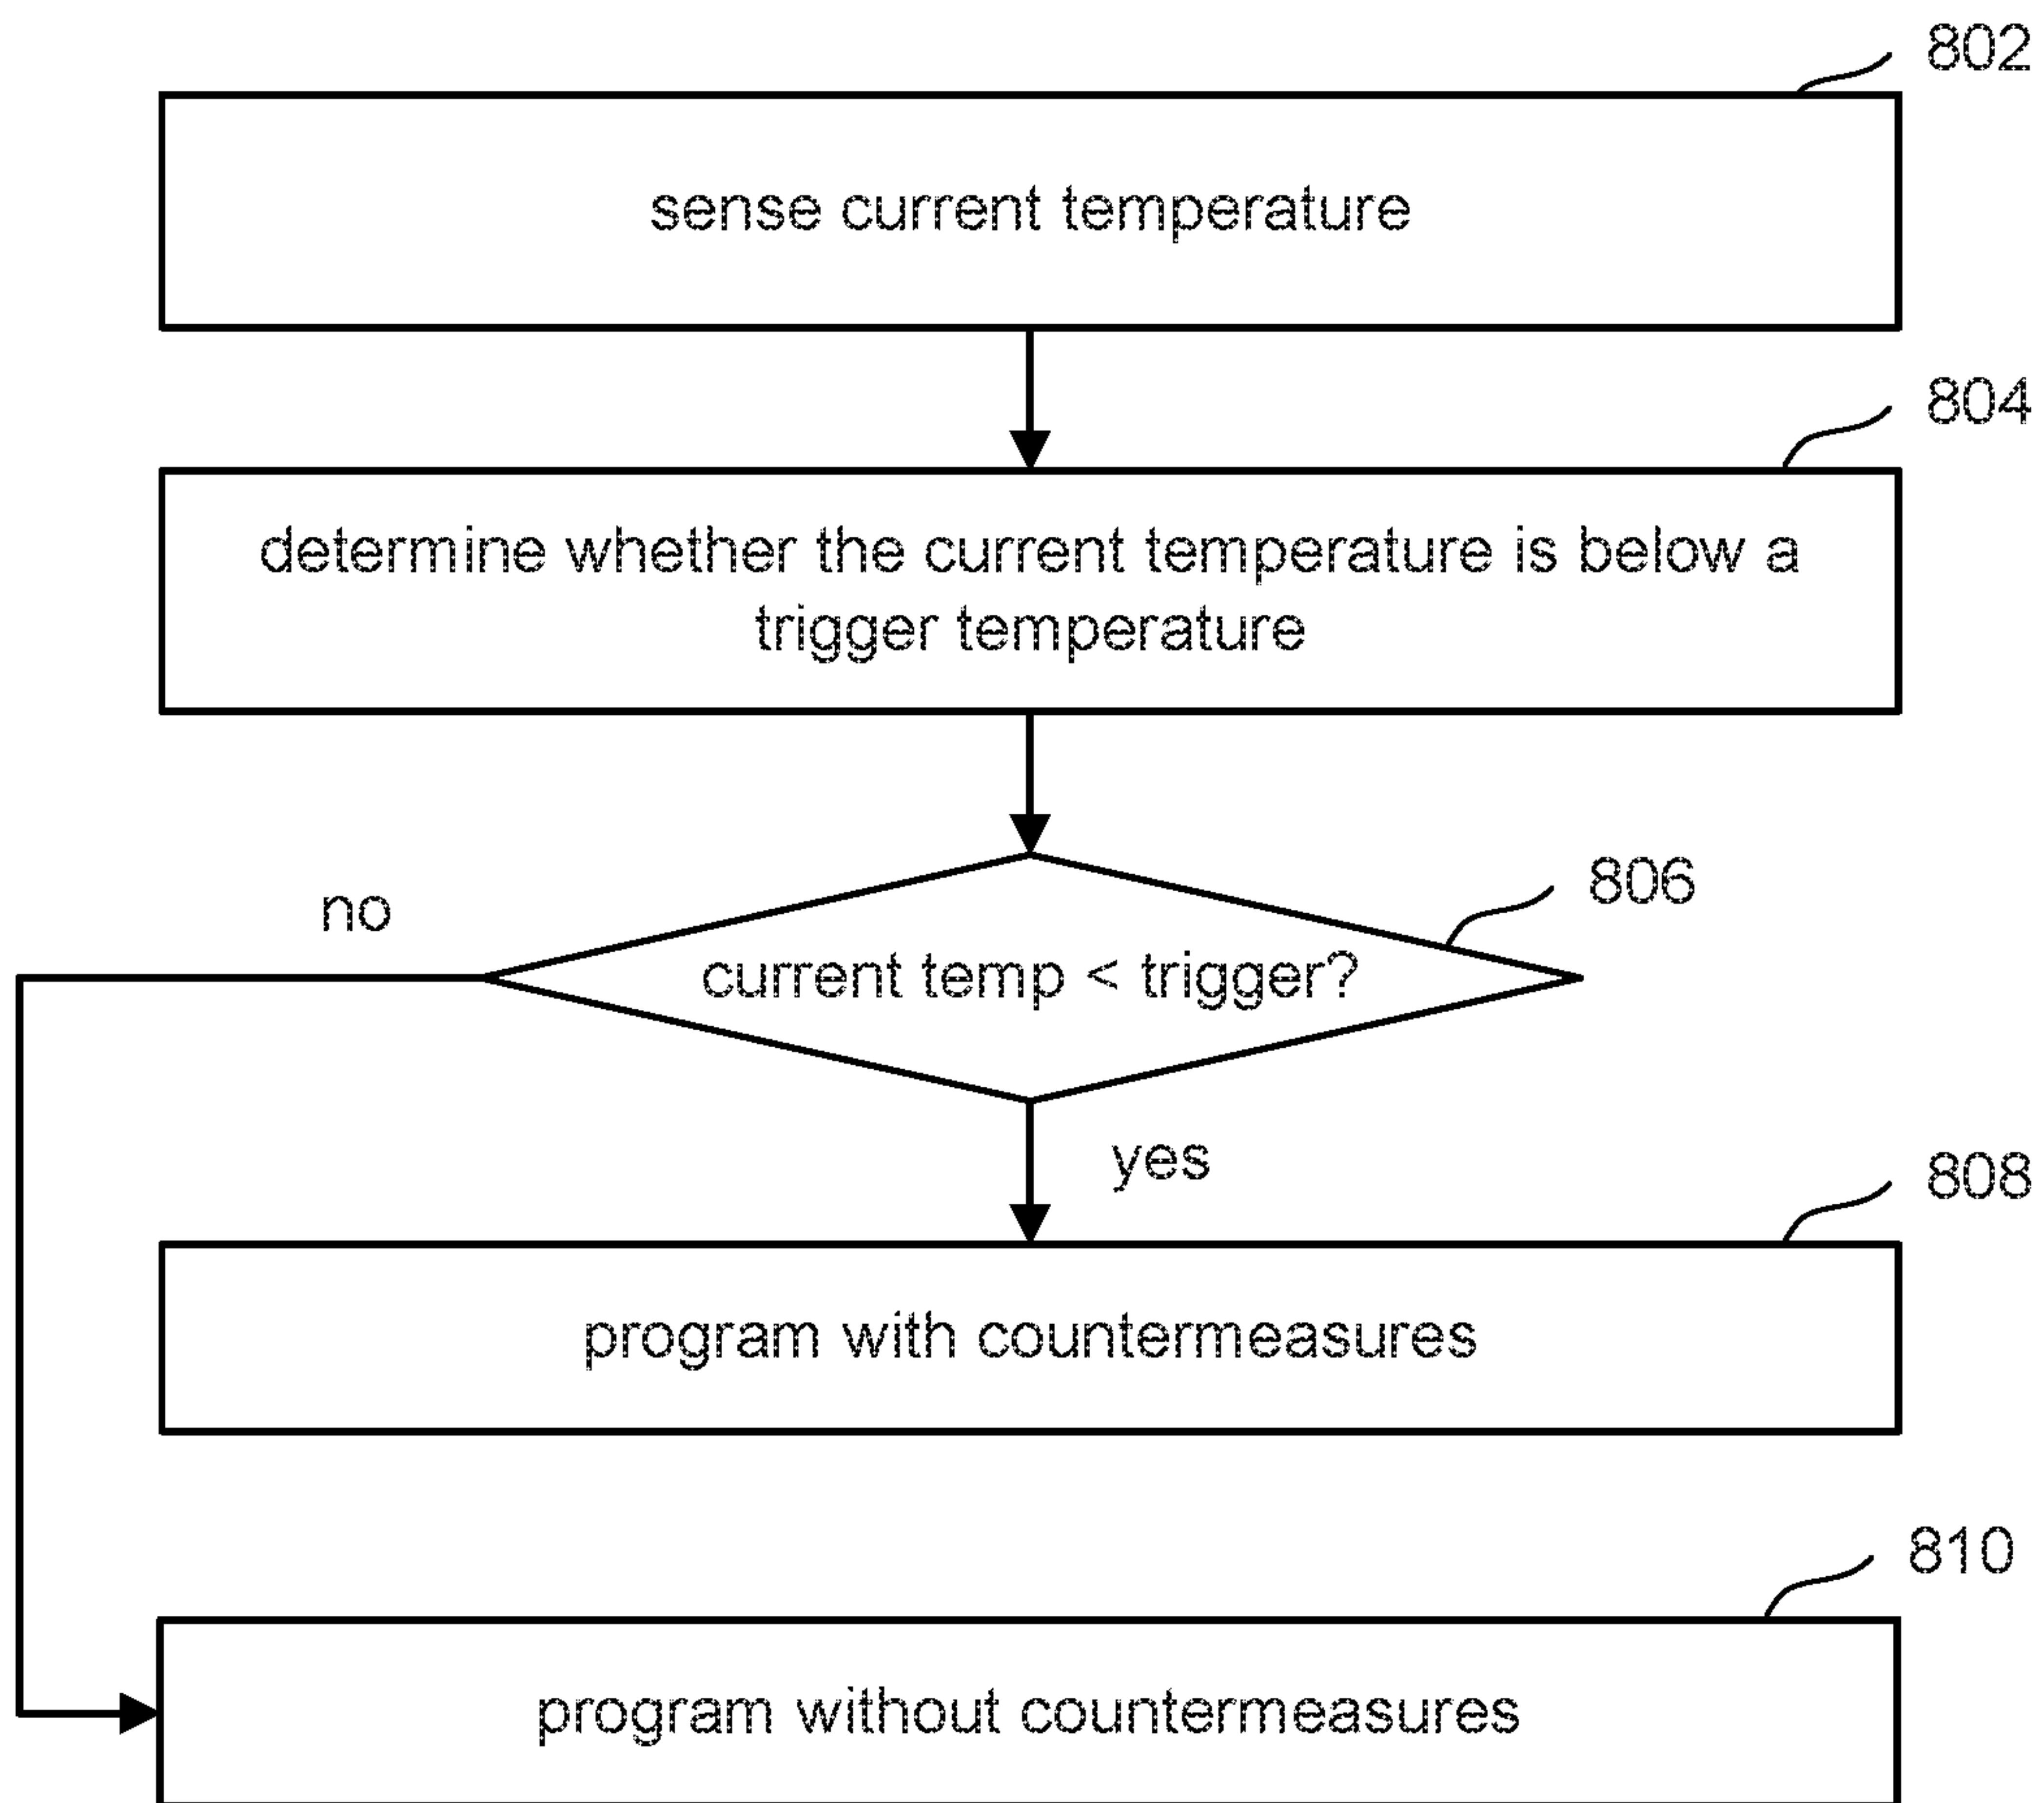 802
sense current temperature
804
determine whether the current temperature is below a
trigger temperature
806
no
current temp < trigger?
yes
808
program with countermeasures
810
program without countermeasures